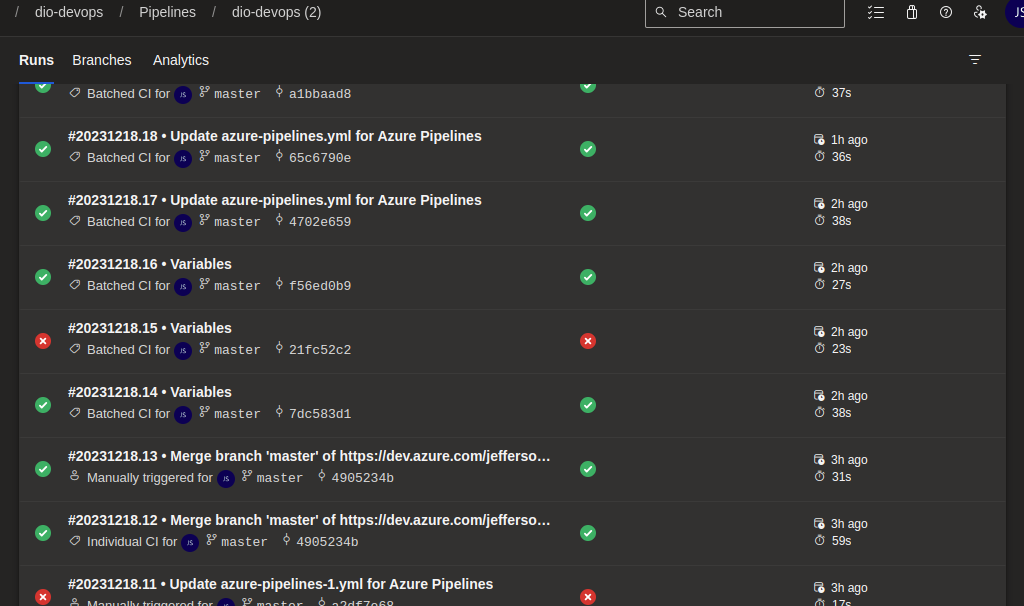 / dio-devops / Pipelines / dio-devops (2) Search JS
Runs Branches Analytics
Batched CI for JS master a1bbaad8 37s
#20231218.18 • Update azure-pipelines.yml for Azure Pipelines 1h ago
Batched CI for JS master 65c6790e 36s
#20231218.17 • Update azure-pipelines.yml for Azure Pipelines 2h ago
Batched CI for JS master 4702e659 38s
#20231218.16 • Variables 2h ago
Batched CI for JS master f56ed0b9 27s
#20231218.15 • Variables 2h ago
Batched CI for JS master 21fc52c2 23s
#20231218.14 • Variables 2h ago
Batched CI for JS master 7dc583d1 38s
#20231218.13 • Merge branch 'master' of https://dev.azure.com/jefferso… 3h ago
Manually triggered for JS master 4905234b 31s
#20231218.12 • Merge branch 'master' of https://dev.azure.com/jefferso… 3h ago
Individual CI for JS master 4905234b 59s
#20231218.11 • Update azure-pipelines-1.yml for Azure Pipelines 3h ago
Manually triggered for JS master a2df7e68 17s